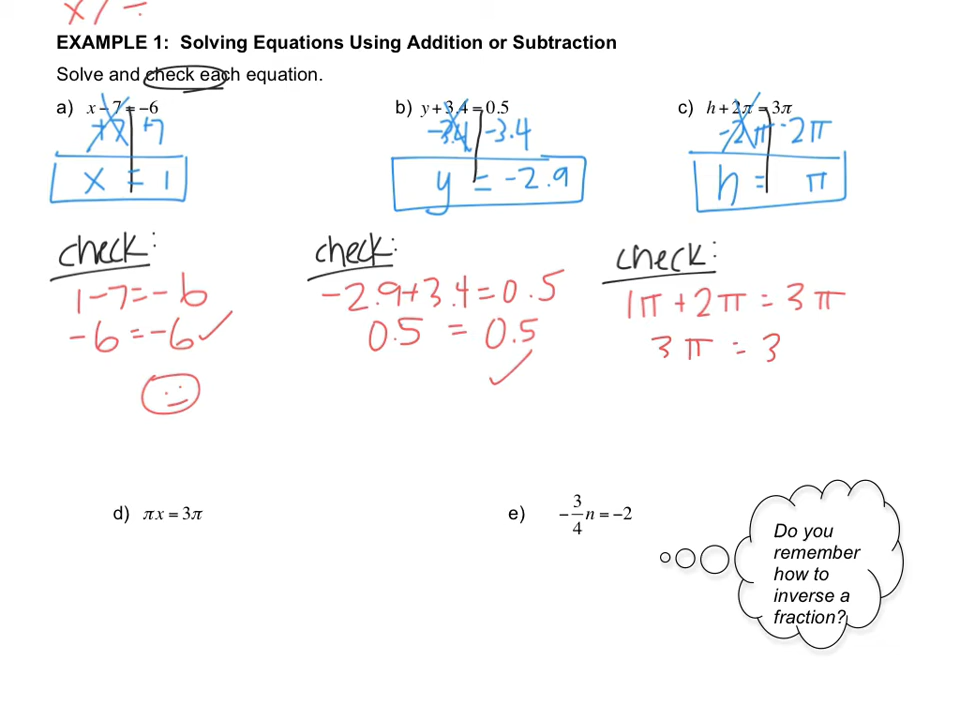 x7 =
EXAMPLE 1: Solving Equations Using Addition or Subtraction
Solve and check each equation.
a) x − 7 = −6 b) y + 3.4 = 0.5 c) h + 2π = 3π
+7 +7 −3.4 −3.4 −2π −2π
x = 1 y = −2.9 h = π
check: check: check:
1−7=−6 −2.9+3.4=0.5 1π+2π=3π
−6=−6✓ 0.5 = 0.5 3π = 3
✓
d) πx = 3π e) −3/4 n = −2
Do you
remember
how to
inverse a
fraction?